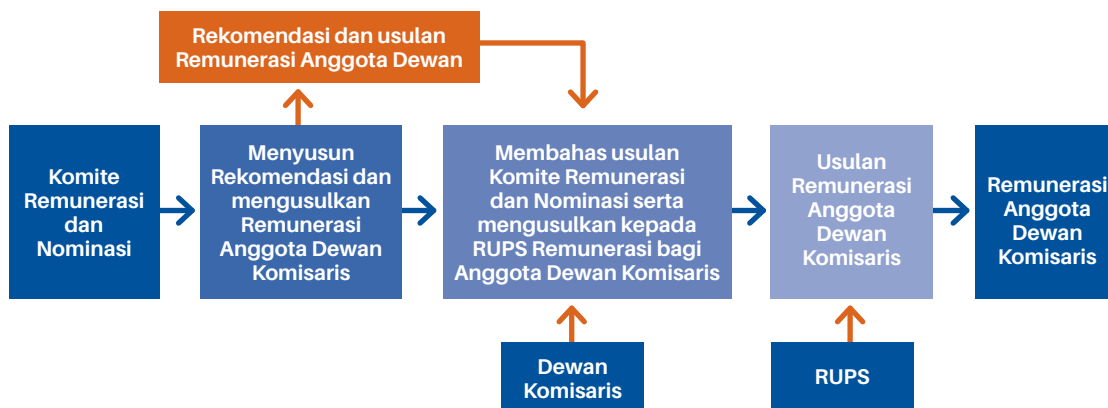 Rekomendasi dan usulan
Remunerasi Anggota Dewan
Komite
Remunerasi
dan
Nominasi
Menyusun
Rekomendasi dan
mengusulkan
Remunerasi
Anggota Dewan
Komisaris
Membahas usulan
Komite Remunerasi
dan Nominasi serta
mengusulkan kepada
RUPS Remunerasi bagi
Anggota Dewan Komisaris
Usulan
Remunerasi
Anggota
Dewan
Komisaris
Remunerasi
Anggota
Dewan
Komisaris
Dewan
Komisaris
RUPS